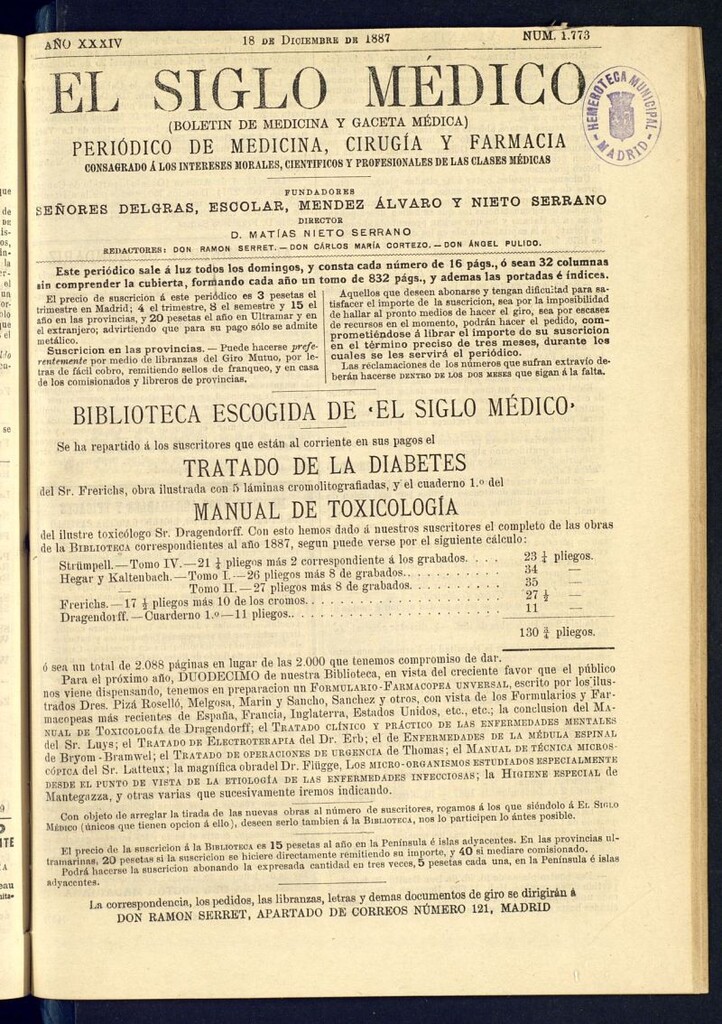 AÑO XXXIV
18 DE DICIEMBRE DE 1887
NUM. 1.773
EL SIGLO MÉDICO
(BOLETIN DE MEDICINA Y GACETA MÉDICA)
PERIÓDICO DE MEDICINA, CIRUGÍA Y FARMACIA
CONSAGRADO Á LOS INTERESES MORALES, CIENTIFICOS Y PROFESIONALES DE LAS CLASES MÉDICAS
HEMEROTECA MUNICIPAL
MADRID
FUNDADORES
SEÑORES DELGRAS, ESCOLAR, MENDEZ ÁLVARO Y NIETO SERRANO
DIRECTOR
D. MATÍAS NIETO SERRANO
REDACTORES: DON RAMON SERRET.—DON CÁRLOS MARÍA CORTEZO.—DON ÁNGEL PULIDO.
Este periódico sale á luz todos los domingos, y consta cada número de 16 págs., ó sean 32 columnas
sin comprender la cubierta, formando cada año un tomo de 832 págs., y ademas las portadas é índices.
El precio de suscricion á este periódico es 3 pesetas el
trimestre en Madrid; 4 el trimestre, 8 el semestre y 15 el
año en las provincias, y 20 pesetas el año en Ultramar y en
el extranjero; advirtiendo que para su pago sólo se admite
metálico.
Suscricion en las provincias. — Puede hacerse prefe-
rentemente por medio de libranzas del Giro Mutuo, por le-
tras de fácil cobro, remitiendo sellos de franqueo, y en casa
de los comisionados y libreros de provincias.
Aquellos que deseen abonarse y tengan dificultad para sa-
tisfacer el importe de la suscricion, sea por la imposibilidad
de hallar al pronto medios de hacer el giro, sea por escasez
de recursos en el momento, podrán hacer el pedido, com-
prometiéndose á librar el importe de su suscricion
en el término preciso de tres meses, durante los
cuales se les servirá el periódico.
Las reclamaciones de los números que sufran extravío de-
berán hacerse DENTRO DE LOS DOS MESES que sigan á la falta.
BIBLIOTECA ESCOGIDA DE «EL SIGLO MÉDICO»
Se ha repartido á los suscritores que están al corriente en sus pagos el
TRATADO DE LA DIABETES
del Sr. Frerichs, obra ilustrada con 5 láminas cromolitografiadas, y el cuaderno 1.º del
MANUAL DE TOXICOLOGÍA
del ilustre toxicólogo Sr. Dragendorff. Con esto hemos dado á nuestros suscritores el completo de las obras
de la BIBLIOTECA correspondientes al año 1887, segun puede verse por el siguiente cálculo:
Strümpell.—Tomo IV.—21 ¼ pliegos más 2 correspondiente á los grabados. . . . 23 ¼ pliegos.
Hegar y Kaltenbach.—Tomo I.—26 pliegos más 8 de grabados. . . . . . . . . . . 34 —
— Tomo II.—27 pliegos más 8 de grabados. . . . . . . . . . . 35 —
Frerichs.—17 ½ pliegos más 10 de los cromos. . . . . . . . . . . . . . . . . 27 ½ —
Dragendorff.—Cuarderno 1.º—11 pliegos. . . . . . . . . . . . . . . . . . . 11 —
130 ¾ pliegos.
ó sea un total de 2.088 páginas en lugar de las 2.000 que tenemos compromiso de dar.
Para el próximo año, DUODECIMO de nuestra Biblioteca, en vista del creciente favor que el público
nos viene dispensando, tenemos en preparacion un FORMULARIO-FARMACOPEA UNVERSAL, escrito por los ilus-
trados Dres. Pizá Roselló, Melgosa, Marin y Sancho, Sanchez y otros, con vista de los Formularios y Far-
macopeas más recientes de España, Francia, Inglaterra, Estados Unidos, etc., etc.; la conclusion del MA-
NUAL DE TOXICOLOGÍA de Dragendorff; el TRATADO CLÍNICO Y PRÁCTICO DE LAS ENFERMEDADES MENTALES
del Sr. Luys; el TRATADO DE ELECTROTERAPIA del Dr. Erb; el de ENFERMEDADES DE LA MÉDULA ESPINAL
de Bryom-Bramwel; el TRATADO DE OPERACIONES DE URGENCIA de Thomas; el MANUAL DE TÉCNICA MICROS-
CÓPICA del Sr. Latteux; la magnífica obra del Dr. Flügge, LOS MICRO-ORGANISMOS ESTUDIADOS ESPECIALMENTE
DESDE EL PUNTO DE VISTA DE LA ETIOLOGÍA DE LAS ENFERMEDADES INFECCIOSAS; la HIGIENE ESPECIAL de
Mantegazza, y otras varias que sucesivamente iremos indicando.
Con objeto de arreglar la tirada de las nuevas obras al número de suscritores, rogamos á los que siéndolo á EL SIGLO
MÉDICO (únicos que tienen opcion á ello), deseen serlo tambien á la BIBLIOTECA, nos lo participen lo ántes posible.
El precio de la suscricion á la BIBLIOTECA es 15 pesetas al año en la Península é islas adyacentes. En las provincias ul-
tramarinas, 20 pesetas si la suscricion se hiciere directamente remitiendo su importe, y 40 si mediare comisionado.
Podrá hacerse la suscricion abonando la expresada cantidad en tres veces, 5 pesetas cada una, en la Península é islas
adyacentes.
La correspondencia, los pedidos, las libranzas, letras y demas documentos de giro se dirigirán á
DON RAMON SERRET, APARTADO DE CORREOS NÚMERO 121, MADRID